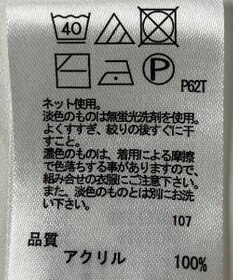 40
P
P62T
ネット使用。
淡色のものは無蛍光洗剤を使用。
よくすすぎ、絞りの後すぐに干
すこと。
濃色のものは、着用による摩擦
で色落ちする事がありますので、
組み合せの衣服にご注意下さい。
また、淡色のものとは別にお洗
い下さい。
107
品質
アクリル 100%